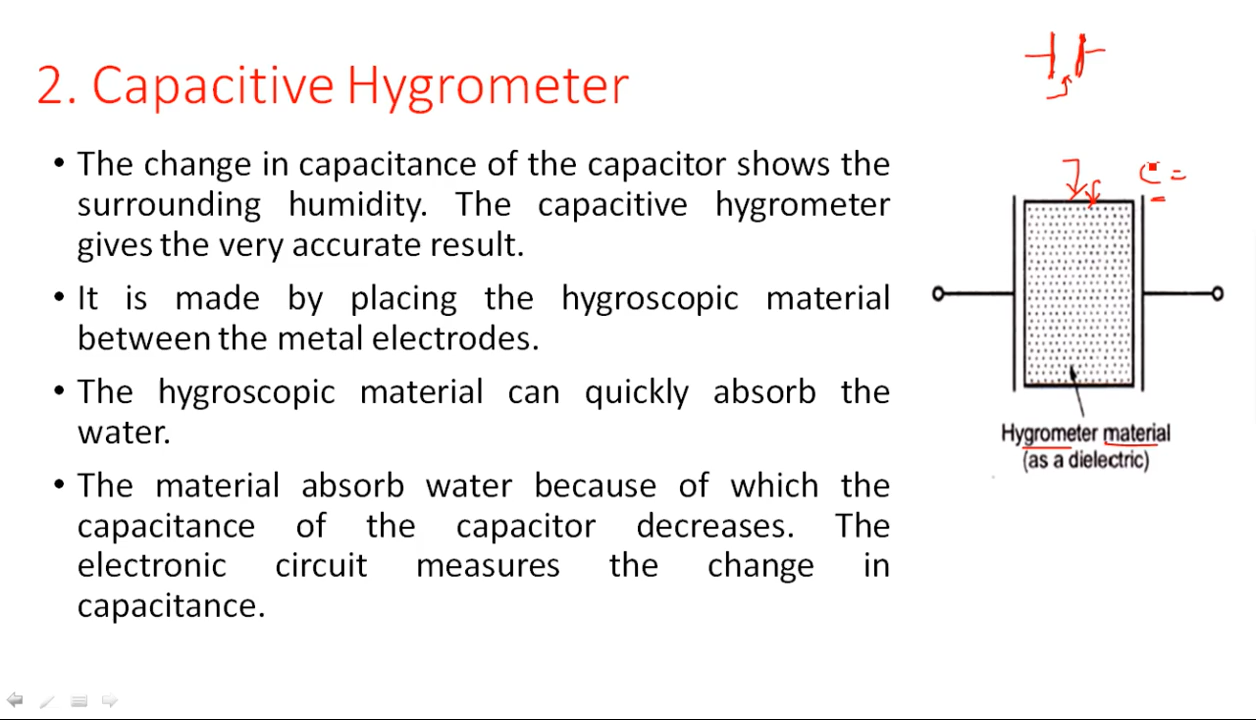 2. Capacitive Hygrometer
• The change in capacitance of the capacitor shows the
surrounding humidity. The capacitive hygrometer
gives the very accurate result.
• It is made by placing the hygroscopic material
between the metal electrodes.
• The hygroscopic material can quickly absorb the
water.
• The material absorb water because of which the
capacitance of the capacitor decreases. The
electronic circuit measures the change in
capacitance.
C =
Hygrometer material
(as a dielectric)